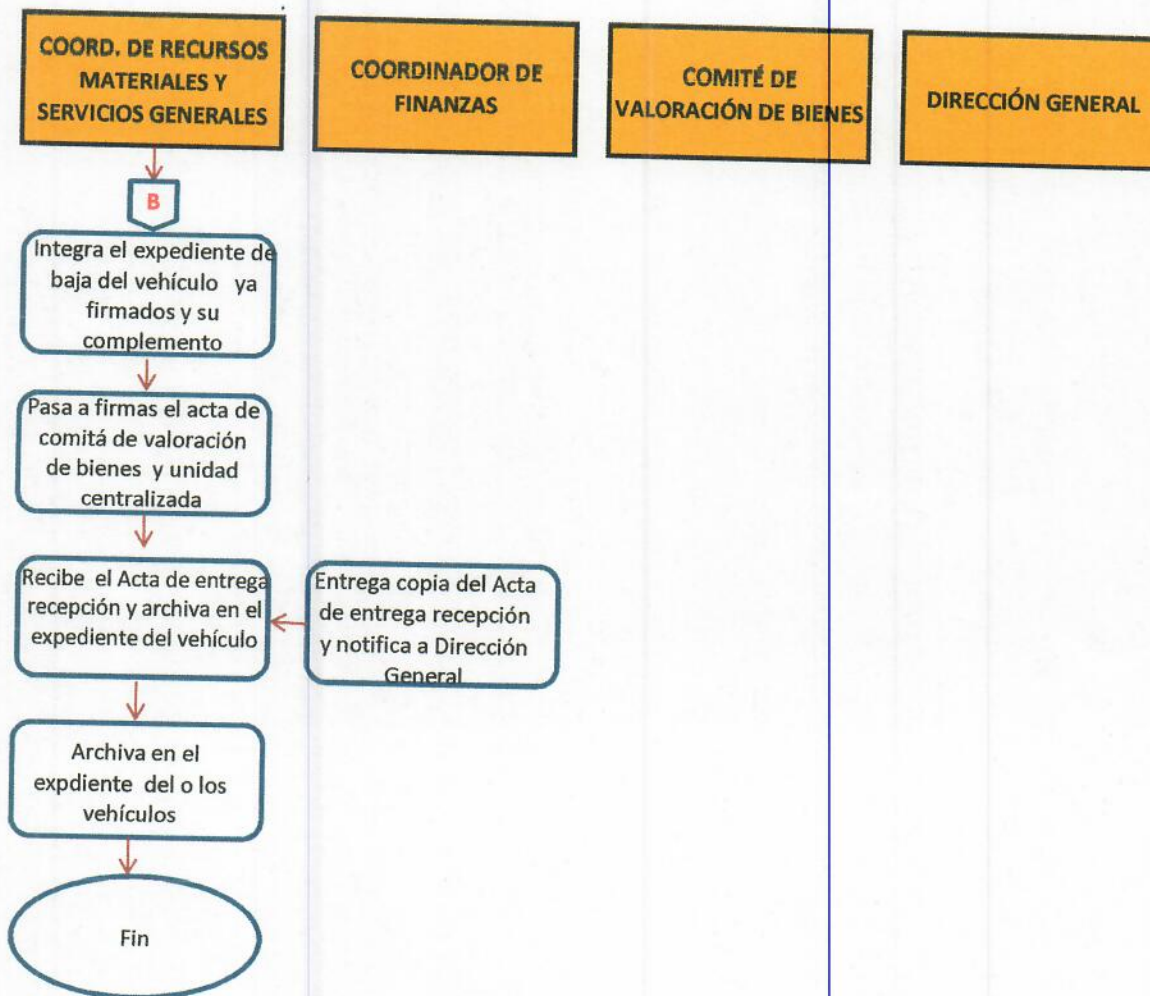 COORD. DE RECURSOS
MATERIALES Y
SERVICIOS GENERALES
COORDINADOR DE
FINANZAS
COMITÉ DE
VALORACIÓN DE BIENES
DIRECCIÓN GENERAL
B
Integra el expediente de
baja del vehículo ya
firmados y su
complemento
Pasa a firmas el acta de
comitá de valoración
de bienes y unidad
centralizada
Recibe el Acta de entrega
recepción y archiva en el
expediente del vehículo
Entrega copia del Acta
de entrega recepción
y notifica a Dirección
General
Archiva en el
expdiente del o los
vehículos
Fin